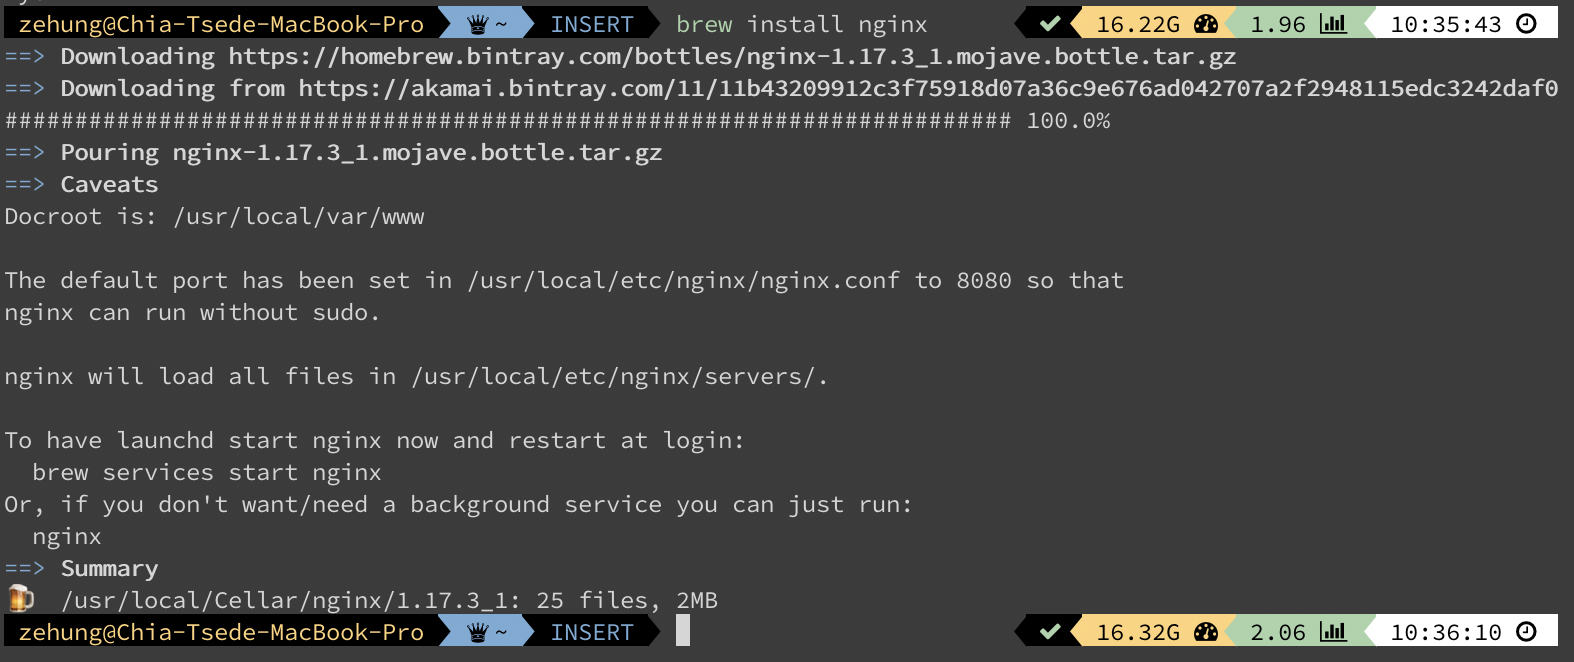 zehung@Chia-Tsede-MacBook-Pro ~ INSERT brew install nginx 16.22G 1.96 10:35:43
==> Downloading https://homebrew.bintray.com/bottles/nginx-1.17.3_1.mojave.bottle.tar.gz
==> Downloading from https://akamai.bintray.com/11/11b43209912c3f75918d07a36c9e676ad042707a2f2948115edc3242daf0
######################################################################## 100.0%
==> Pouring nginx-1.17.3_1.mojave.bottle.tar.gz
==> Caveats
Docroot is: /usr/local/var/www
The default port has been set in /usr/local/etc/nginx/nginx.conf to 8080 so that
nginx can run without sudo.
nginx will load all files in /usr/local/etc/nginx/servers/.
To have launchd start nginx now and restart at login:
  brew services start nginx
Or, if you don't want/need a background service you can just run:
  nginx
==> Summary
🍺  /usr/local/Cellar/nginx/1.17.3_1: 25 files, 2MB
zehung@Chia-Tsede-MacBook-Pro ~ INSERT 16.32G 2.06 10:36:10